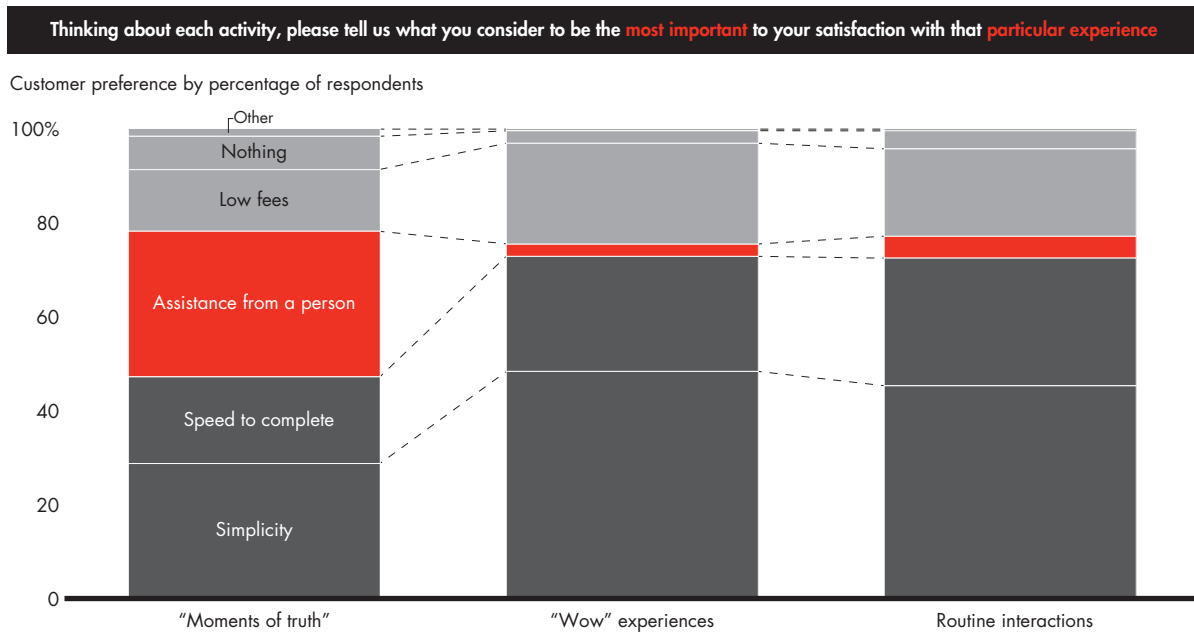 Thinking about each activity, please tell us what you consider to be the most important to your satisfaction with that particular experience
Customer preference by percentage of respondents
100%
80
60
40
20
0
Other
Nothing
Low fees
Assistance from a person
Speed to complete
Simplicity
“Moments of truth”
“Wow” experiences
Routine interactions